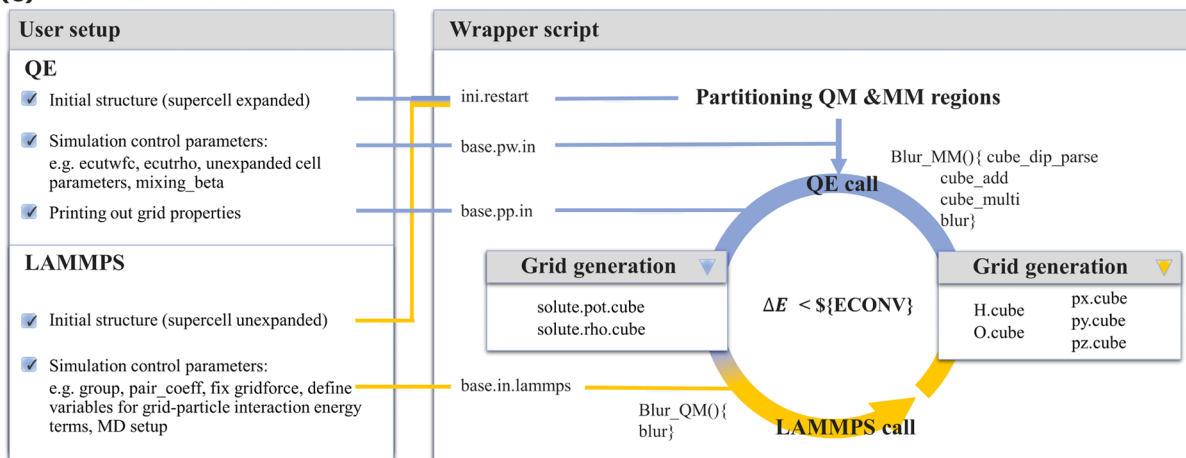 User setup
QE
Initial structure (supercell expanded)
Simulation control parameters:
e.g. ecutwfc, ecutrho, unexpanded cell
parameters, mixing_beta
Printing out grid properties
LAMMPS
Initial structure (supercell unexpanded)
Simulation control parameters:
e.g. group, pair_coeff, fix gridforce, define
variables for grid-particle interaction energy
terms, MD setup
Wrapper script
ini.restart
Partitioning QM &MM regions
base.pw.in
base.pp.in
QE call
Blur_MM(){ cube_dip_parse
cube_add
cube_multi
blur}
Grid generation
solute.pot.cube
solute.rho.cube
ΔE < ${ECONV}
Grid generation
H.cube
O.cube
px.cube
py.cube
pz.cube
base.in.lammps
Blur_QM(){
blur}
LAMMPS call